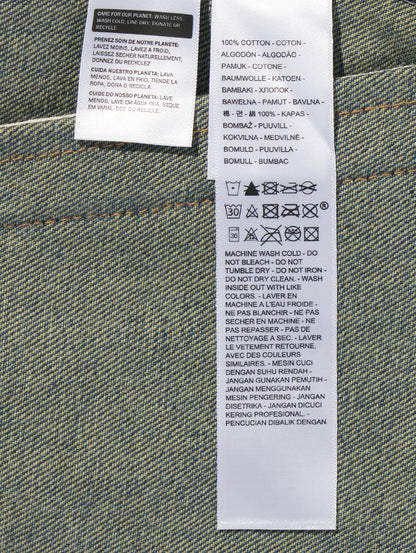 CARE FOR OUR PLANET: WASH LESS
WASH COLD, LINE DRY, DONATE OR
RECYCLE
PRENEZ SOIN DE NOTRE PLANETE:
LAVEZ MOINS, LAVEZ A FROID,
LAISSEZ SECHER NATURELLEMENT,
DONNEZ OU RECYCLEZ
CUIDA NUESTRO PLANETA: LAVA
MENOS, LAVA EN FRIO, TIENDE LA
ROPA, DONA O RECICLA.
CUIDE DO NOSSO PLANETA: LAVE
MENOS, LAVE EM ÁGUA FRIA, SEQUE
EM VARAL, DOE OU RECICLE
100% COTTON - COTON -
ALGODÓN - ALGODÃO -
PAMUK - COTONE -
BAUMWOLLE - KATOEN -
BAMBAKI - ХЛОПОК -
BAWEŁNA - PAMUT - BAVLNA -
棉 - 면 - 綿 100% - KAPAS -
BOMBAŽ - PUUVILL -
KOKVILNA - MEDVILNĖ -
BOMULD - PUUVILLA -
BOMULL - BUMBAC
30 ®
30
MACHINE WASH COLD - DO
NOT BLEACH - DO NOT
TUMBLE DRY - DO NOT IRON -
DO NOT DRY CLEAN. - WASH
INSIDE OUT WITH LIKE
COLORS. - LAVER EN
MACHINE A L'EAU FROIDE -
NE PAS BLANCHIR - NE PAS
SECHER EN MACHINE - NE
PAS REPASSER - PAS DE
NETTOYAGE A SEC. - LAVER
LE VETEMENT RETOURNE,
AVEC DES COULEURS
SIMILAIRES. - MESIN CUCI
DENGAN SUHU RENDAH -
JANGAN GUNAKAN PEMUTIH -
JANGAN MENGGUNAKAN
MESIN PENGERING - JANGAN
DISETRIKA - JANGAN DICUCI
KERING PROFESIONAL. -
PENCUCIAN DIBALIK DENGAN